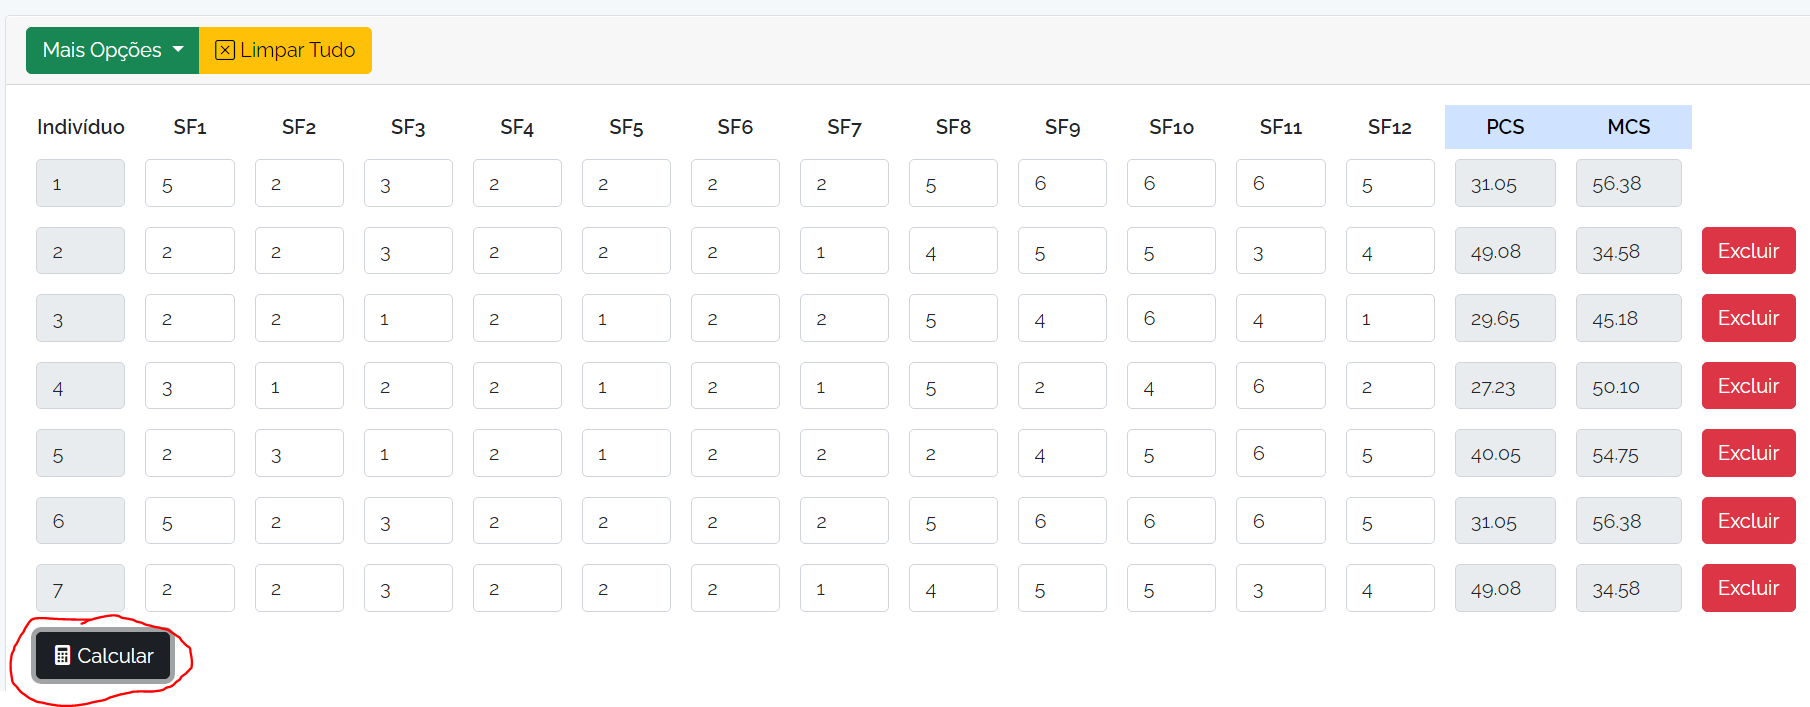 Mais Opções Limpar Tudo
Indivíduo SF1 SF2 SF3 SF4 SF5 SF6 SF7 SF8 SF9 SF10 SF11 SF12 PCS MCS
1 5 2 3 2 2 2 2 5 6 6 6 5 31.05 56.38
2 2 2 3 2 2 2 1 4 5 5 3 4 49.08 34.58 Excluir
3 2 2 1 2 1 2 2 5 4 6 4 1 29.65 45.18 Excluir
4 3 1 2 2 1 2 1 5 2 4 6 2 27.23 50.10 Excluir
5 2 3 1 2 1 2 2 2 4 5 6 5 40.05 54.75 Excluir
6 5 2 3 2 2 2 2 5 6 6 6 5 31.05 56.38 Excluir
7 2 2 3 2 2 2 1 4 5 5 3 4 49.08 34.58 Excluir
Calcular